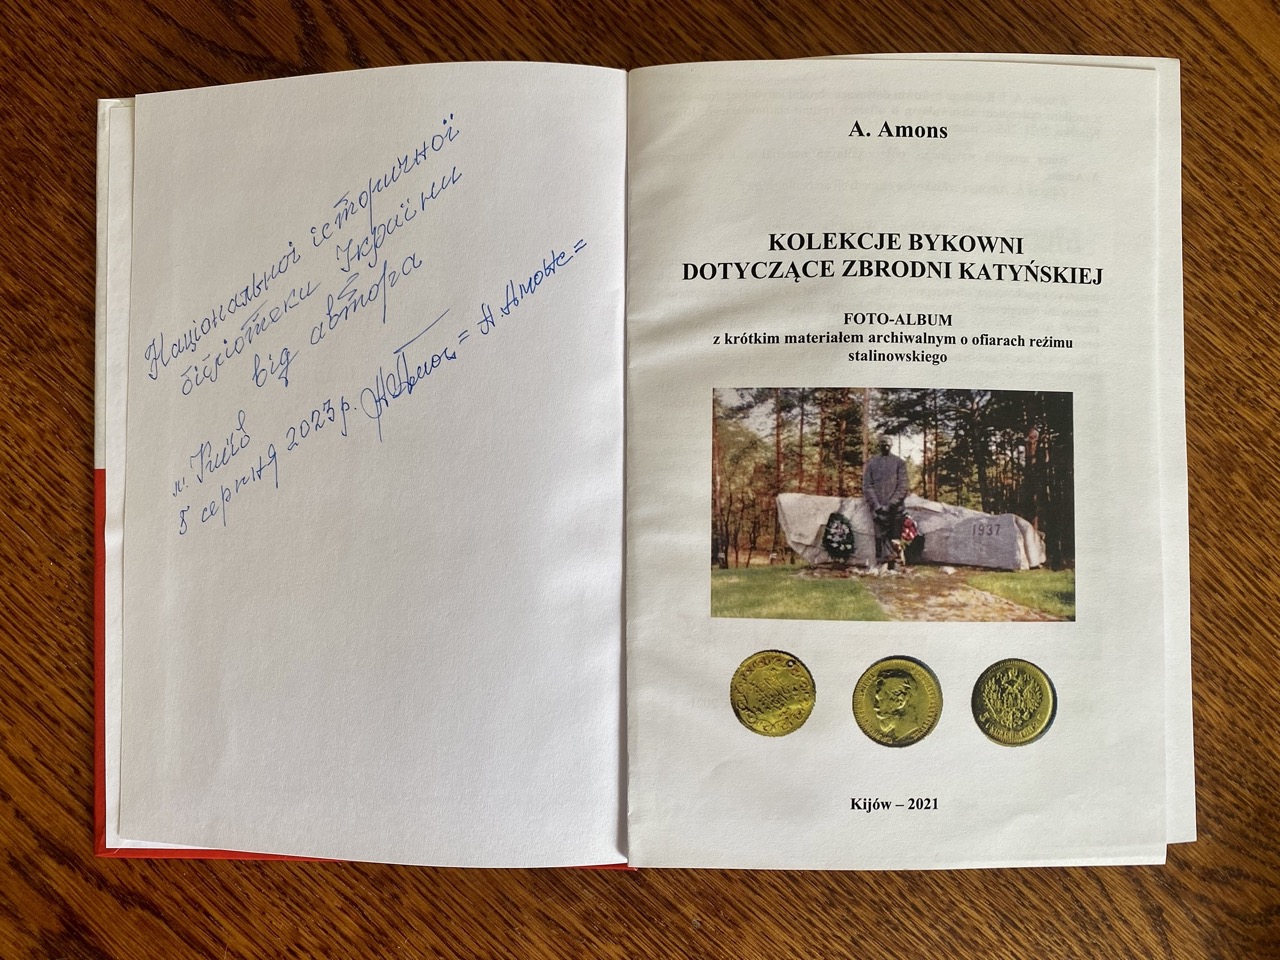 Національної історичної
бібліотеки України
від автора
м. Київ
5 серпня 2023 р. = А. Амонс =
A. Amons
KOLEKCJE BYKOWNI
DOTYCZĄCE ZBRODNI KATYŃSKIEJ
FOTO-ALBUM
z krótkim materiałem archiwalnym o ofiarach reżimu
stalinowskiego
1937
Kijów – 2021